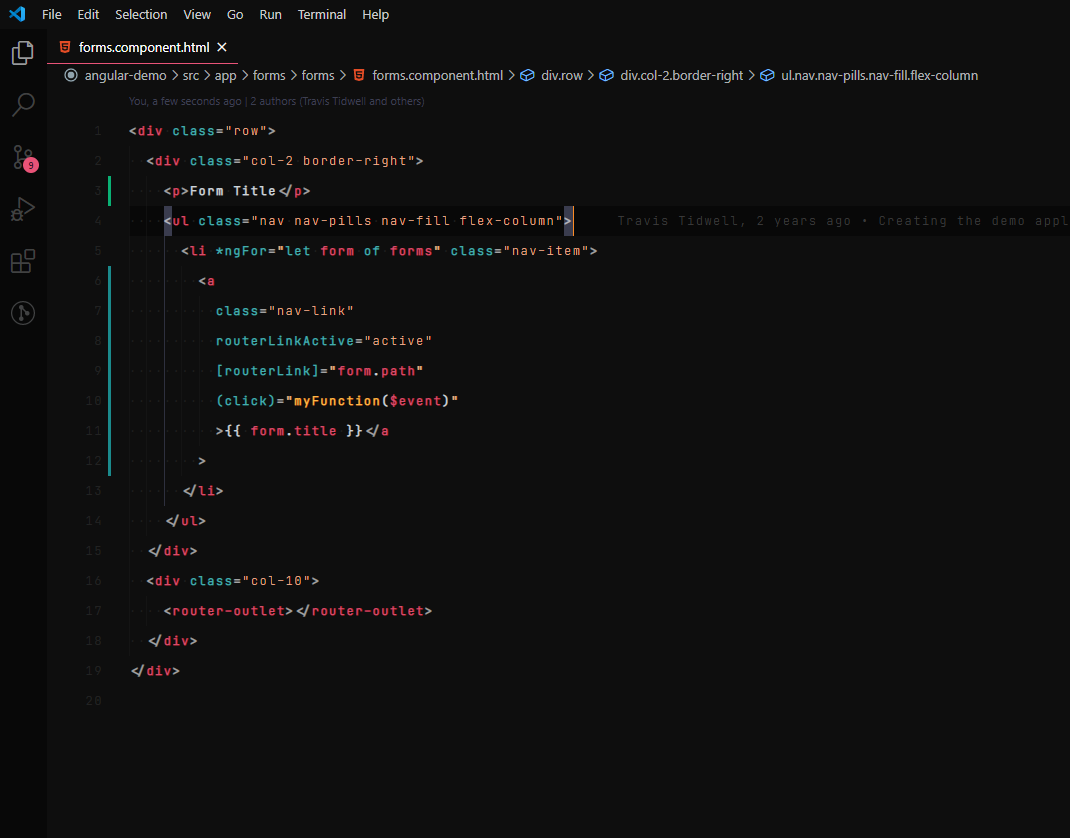 File Edit Selection View Go Run Terminal Help
forms.component.html
angular-demo > src > app > forms > forms > forms.component.html > div.row > div.col-2.border-right > ul.nav.nav-pills.nav-fill.flex-column
You, a few seconds ago | 2 authors (Travis Tidwell and others)
1 <div class="row">
2 <div class="col-2 border-right">
9
3 <p>Form Title</p>
4 <ul class="nav nav-pills nav-fill flex-column"> Travis Tidwell, 2 years ago • Creating the demo appl
5 <li *ngFor="let form of forms" class="nav-item">
6 <a
7 class="nav-link"
8 routerLinkActive="active"
9 [routerLink]="form.path"
10 (click)="myFunction($event)"
11 >{{ form.title }}</a
12 >
13 </li>
14 </ul>
15 </div>
16 <div class="col-10">
17 <router-outlet></router-outlet>
18 </div>
19 </div>
20